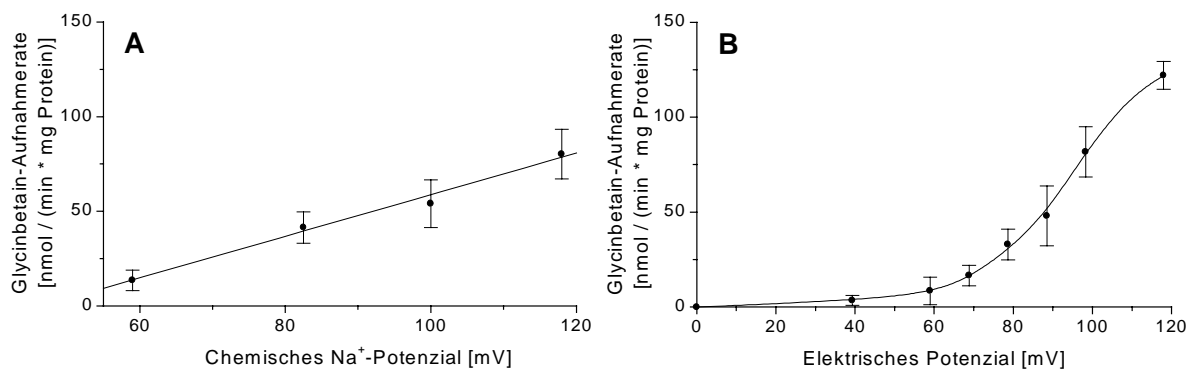 A
Glycinbetain-Aufnahmerate
[nmol / (min * mg Protein)]
150
100
50
0
60
80
100
120
Chemisches Na⁺-Potenzial [mV]
B
Glycinbetain-Aufnahmerate
[nmol / (min * mg Protein)]
150
100
50
0
0
20
40
60
80
100
120
Elektrisches Potenzial [mV]